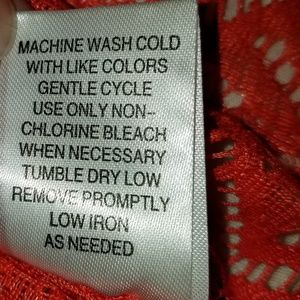 MACHINE WASH COLD
WITH LIKE COLORS
GENTLE CYCLE
USE ONLY NON-
CHLORINE BLEACH
WHEN NECESSARY
TUMBLE DRY LOW
REMOVE PROMPTLY
LOW IRON
AS NEEDED